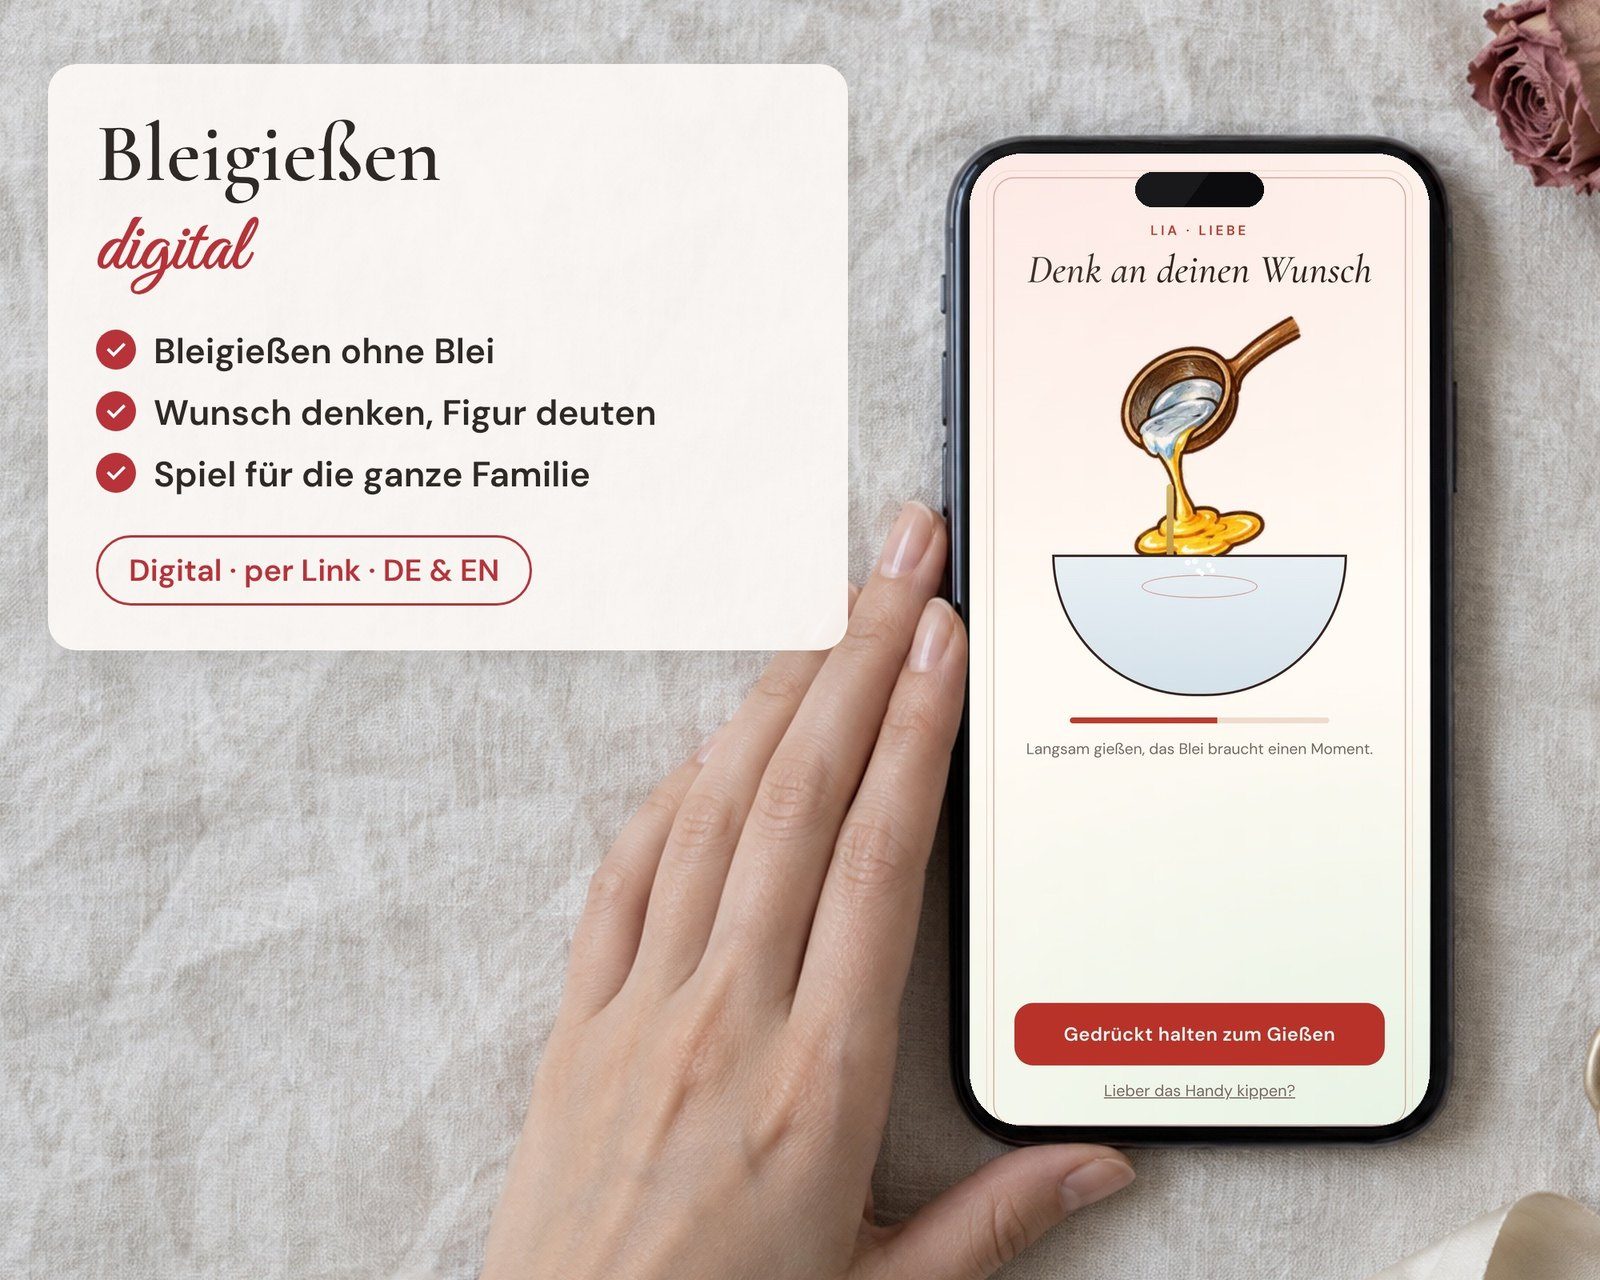 Bleigießen
digital
Bleigießen ohne Blei
Wunsch denken, Figur deuten
Spiel für die ganze Familie
Digital · per Link · DE & EN
LIA · LIEBE
Denk an deinen Wunsch
Langsam gießen, das Blei braucht einen Moment.
Gedrückt halten zum Gießen
Lieber das Handy kippen?